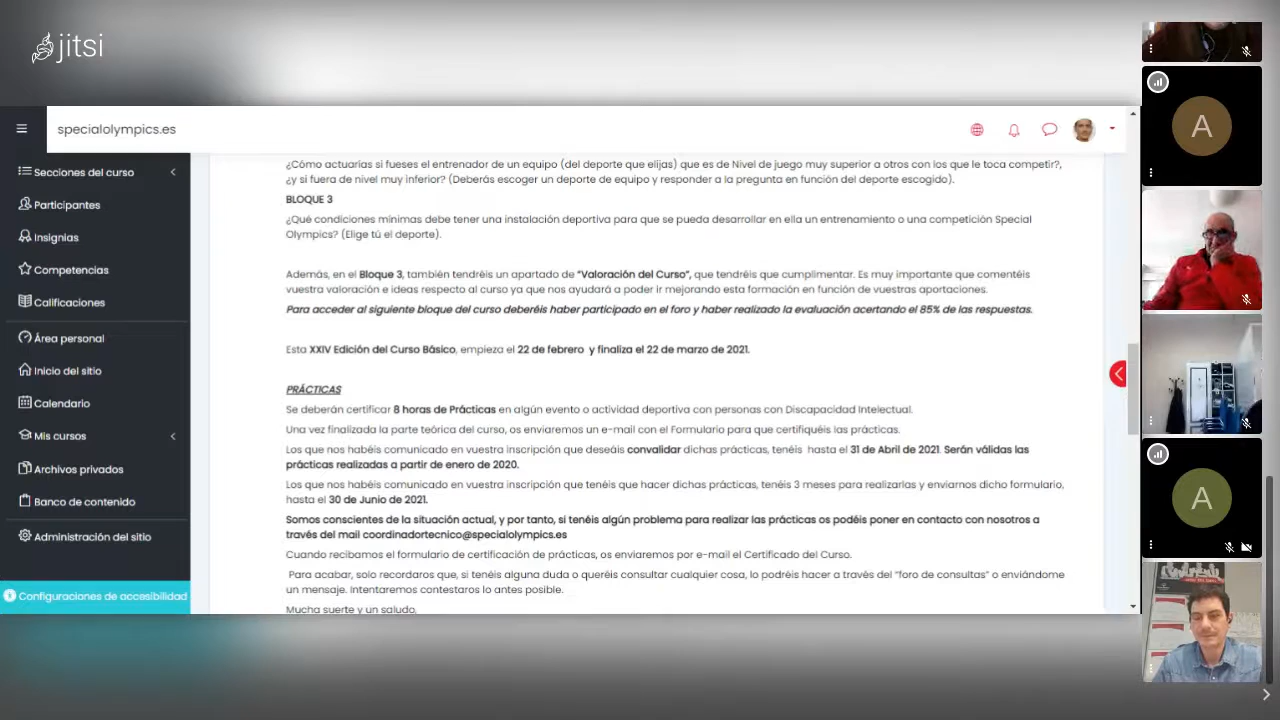 jitsi
specialolympics.es
Secciones del curso
Participantes
Insignias
Competencias
Calificaciones
Área personal
Inicio del sitio
Calendario
Mis cursos
Archivos privados
Banco de contenido
Administración del sitio
Configuraciones de accesibilidad
¿Cómo actuarías si fueses el entrenador de un equipo (del deporte que elijas) que es de Nivel de juego muy superior a otros con los que le toca competir?,
¿y si fuera de nivel muy inferior? (Deberás escoger un deporte de equipo y responder a la pregunta en función del deporte escogido).
BLOQUE 3
¿Qué condiciones mínimas debe tener una instalación deportiva para que se pueda desarrollar en ella un entrenamiento o una competición Special
Olympics? (Elige tú el deporte).
Además, en el Bloque 3, también tendréis un apartado de “Valoración del Curso”, que tendréis que cumplimentar. Es muy importante que comentéis
vuestra valoración e ideas respecto al curso ya que nos ayudará a poder ir mejorando esta formación en función de vuestras aportaciones.
Para acceder al siguiente bloque del curso deberéis haber participado en el foro y haber realizado la evaluación acertando el 85% de las respuestas.
Esta XXIV Edición del Curso Básico, empieza el 22 de febrero y finaliza el 22 de marzo de 2021.
PRÁCTICAS
Se deberán certificar 8 horas de Prácticas en algún evento o actividad deportiva con personas con Discapacidad Intelectual.
Una vez finalizada la parte teórica del curso, os enviaremos un e-mail con el Formulario para que certifiquéis las prácticas.
Los que nos habéis comunicado en vuestra inscripción que deseáis convalidar dichas prácticas, tenéis hasta el 31 de Abril de 2021. Serán válidas las
prácticas realizadas a partir de enero de 2020.
Los que nos habéis comunicado en vuestra inscripción que tenéis que hacer dichas prácticas, tenéis 3 meses para realizarlas y enviarnos dicho formulario,
hasta el 30 de Junio de 2021.
Somos conscientes de la situación actual, y por tanto, si tenéis algún problema para realizar las prácticas os podéis poner en contacto con nosotros a
través del mail coordinadortecnico@specialolympics.es
Cuando recibamos el formulario de certificación de prácticas, os enviaremos por e-mail el Certificado del Curso.
Para acabar, solo recordaros que, si tenéis alguna duda o queréis consultar cualquier cosa, lo podréis hacer a través del “foro de consultas” o enviándome
un mensaje. Intentaremos contestaros lo antes posible.
Mucha suerte y un saludo,
A
A